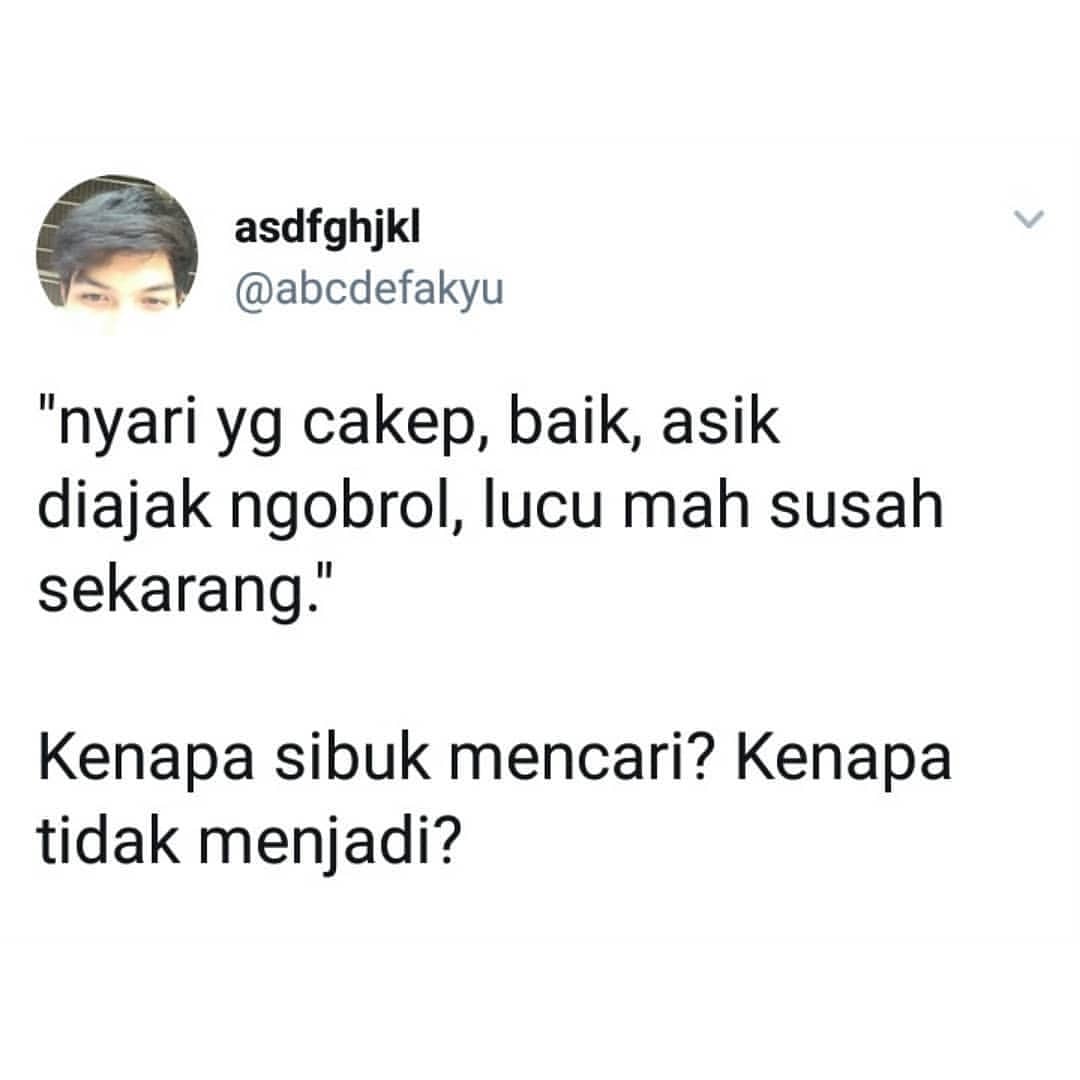 asdfghjkl
@abcdefakyu
"nyari yg cakep, baik, asik
diajak ngobrol, lucu mah susah
sekarang."
Kenapa sibuk mencari? Kenapa
tidak menjadi?